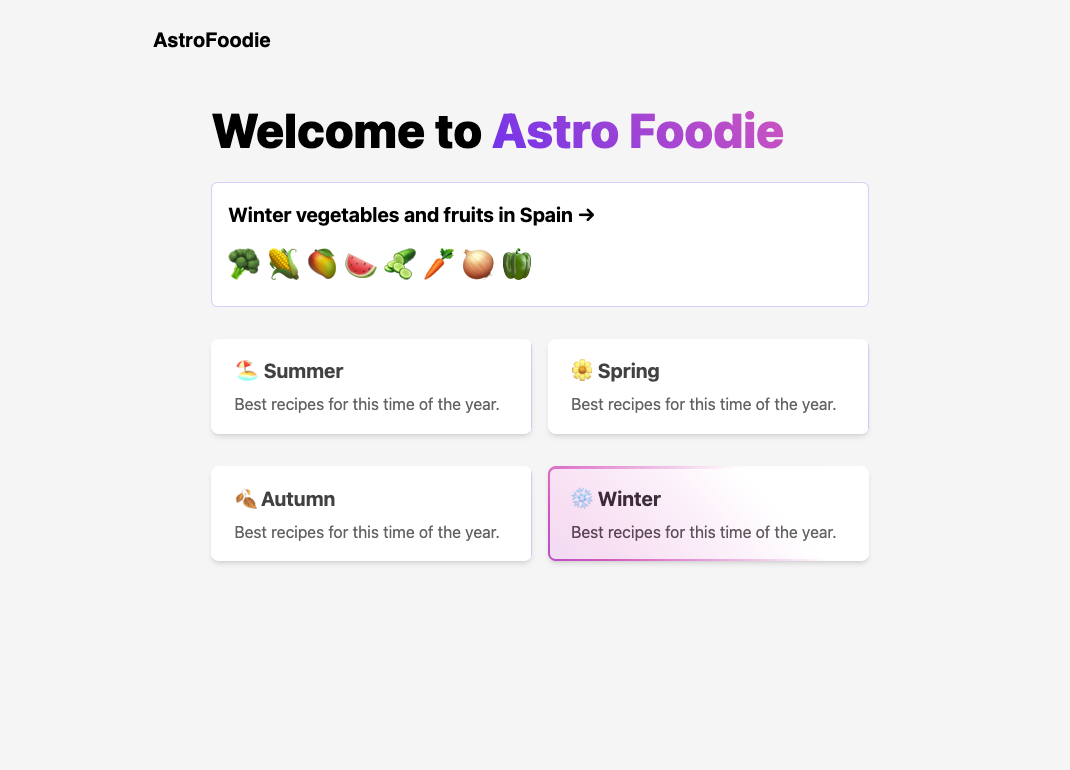 AstroFoodie
Welcome to Astro Foodie
Winter vegetables and fruits in Spain →
🥦 🌽 🥭 🍉 🥒 🥕 🧅 🫑
🏖️ Summer
Best recipes for this time of the year.
🌼 Spring
Best recipes for this time of the year.
🍂 Autumn
Best recipes for this time of the year.
❄️ Winter
Best recipes for this time of the year.